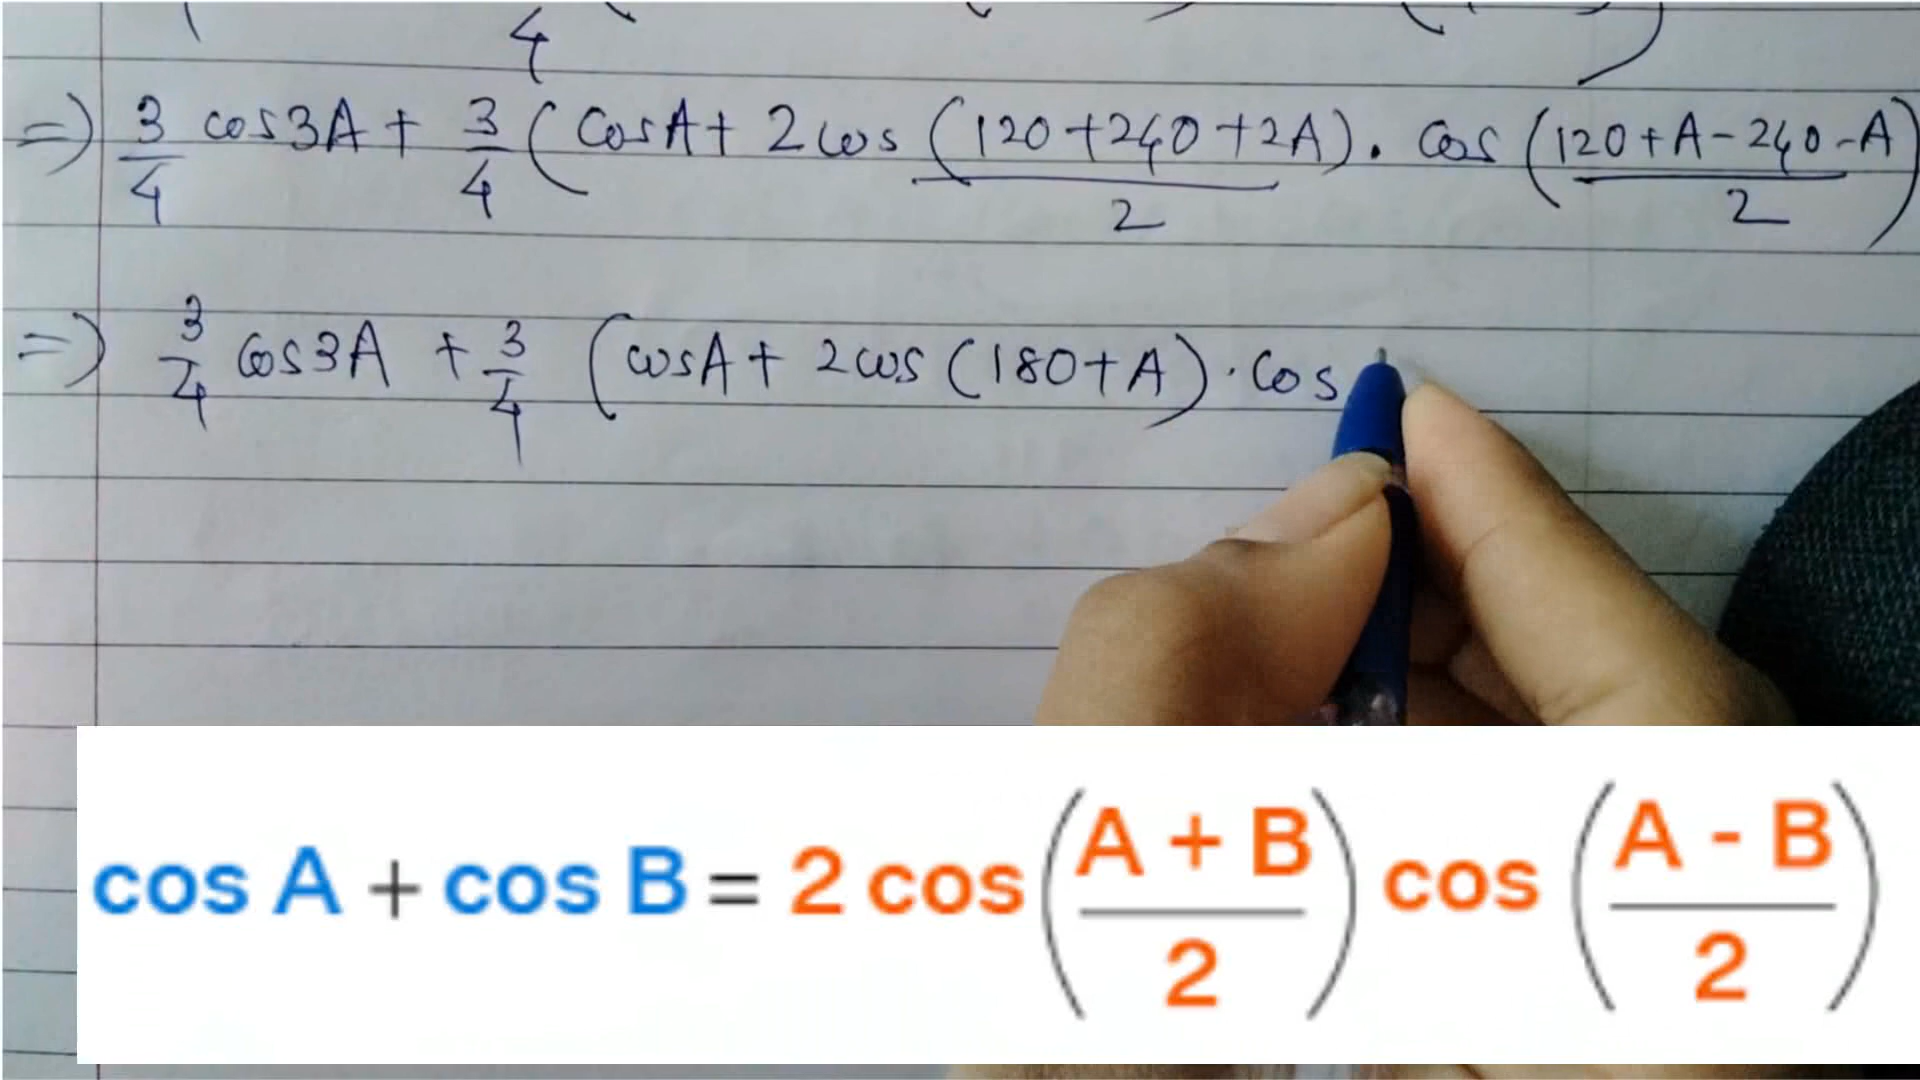 4
=) 3/4 cos3A + 3/4 (cosA + 2cos (120+240+2A)/2 . cos (120+A-240-A)/2)
=) 3/4 cos3A + 3/4 (cosA + 2cos (180+A) . cos
cos A + cos B = 2 cos (A + B / 2) cos (A - B / 2)